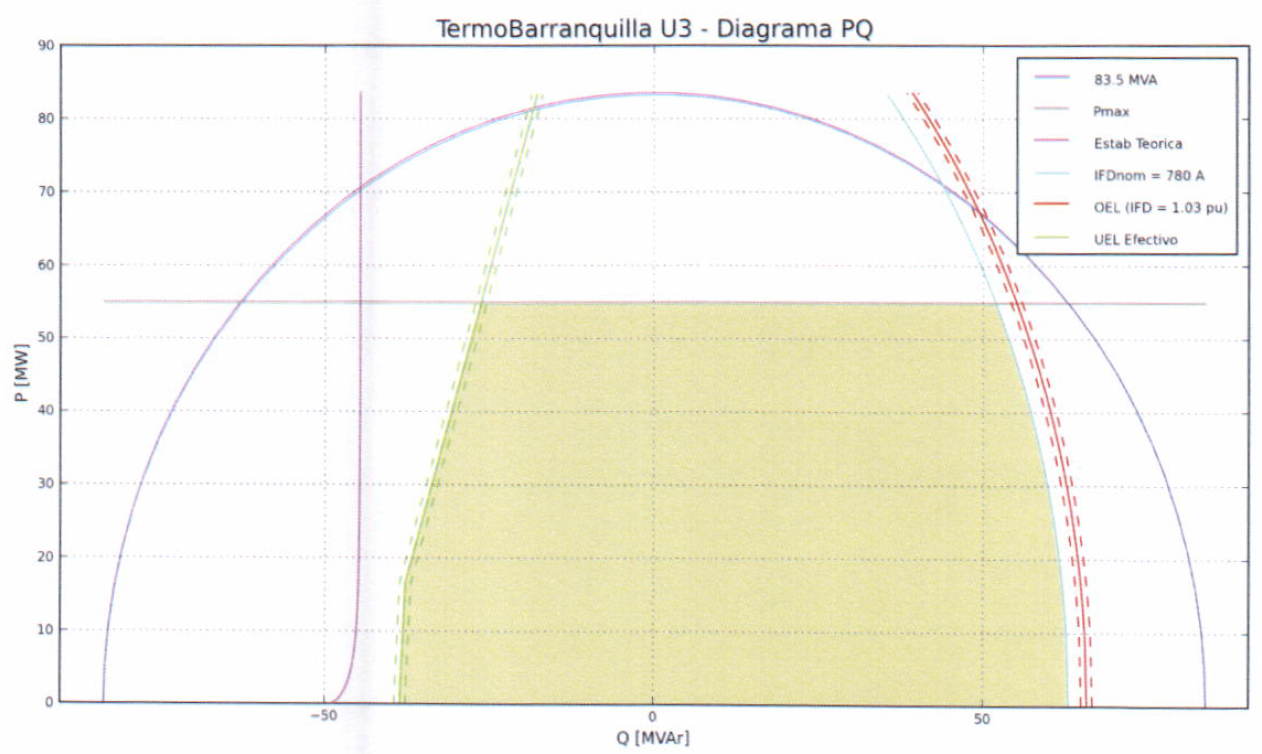 TermoBarranquilla U3 - Diagrama PQ
90
80
70
60
50
40
30
20
10
0
P [MW]
83.5 MVA
Pmax
Estab Teorica
IFDnom = 780 A
OEL (IFD = 1.03 pu)
UEL Efectivo
−50
0
50
Q [MVAr]